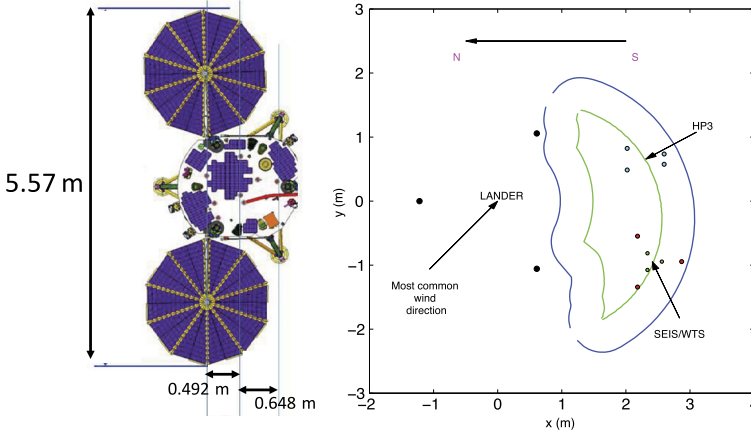 5.57 m
0.492 m
0.648 m
3
2
1
0
−1
−2
−3
y (m)
N
S
HP3
LANDER
Most common
wind
direction
SEIS/WTS
−2
−1
0
1
2
3
4
x (m)